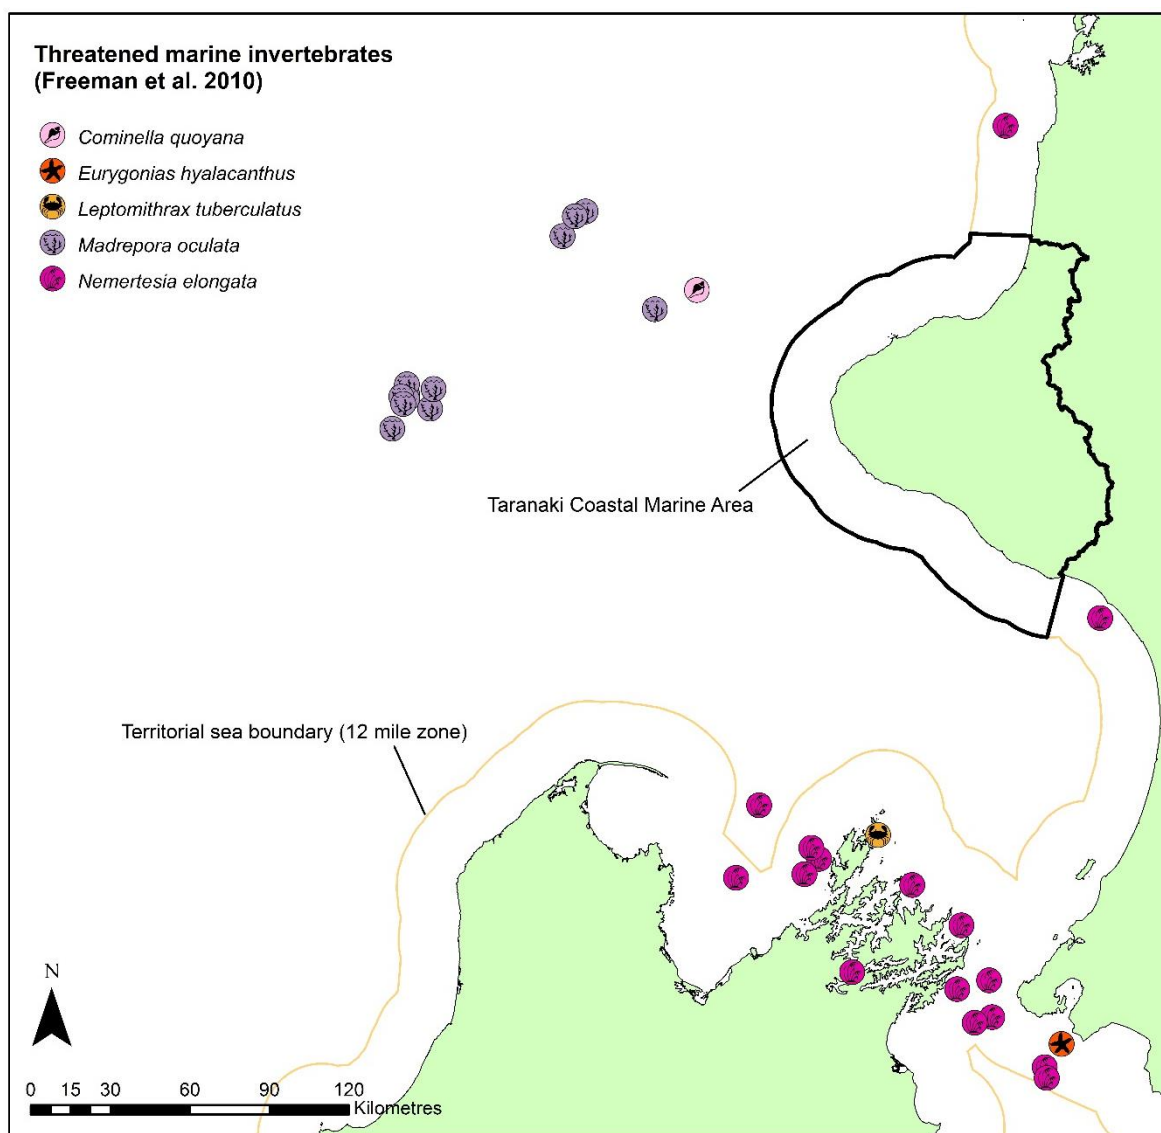 Threatened marine invertebrates
(Freeman et al. 2010)
Cominella quoyana
Eurygonias hyalacanthus
Leptomithrax tuberculatus
Madrepora oculata
Nemertesia elongata
Taranaki Coastal Marine Area
Territorial sea boundary (12 mile zone)
N
0 15 30 60 90 120
Kilometres